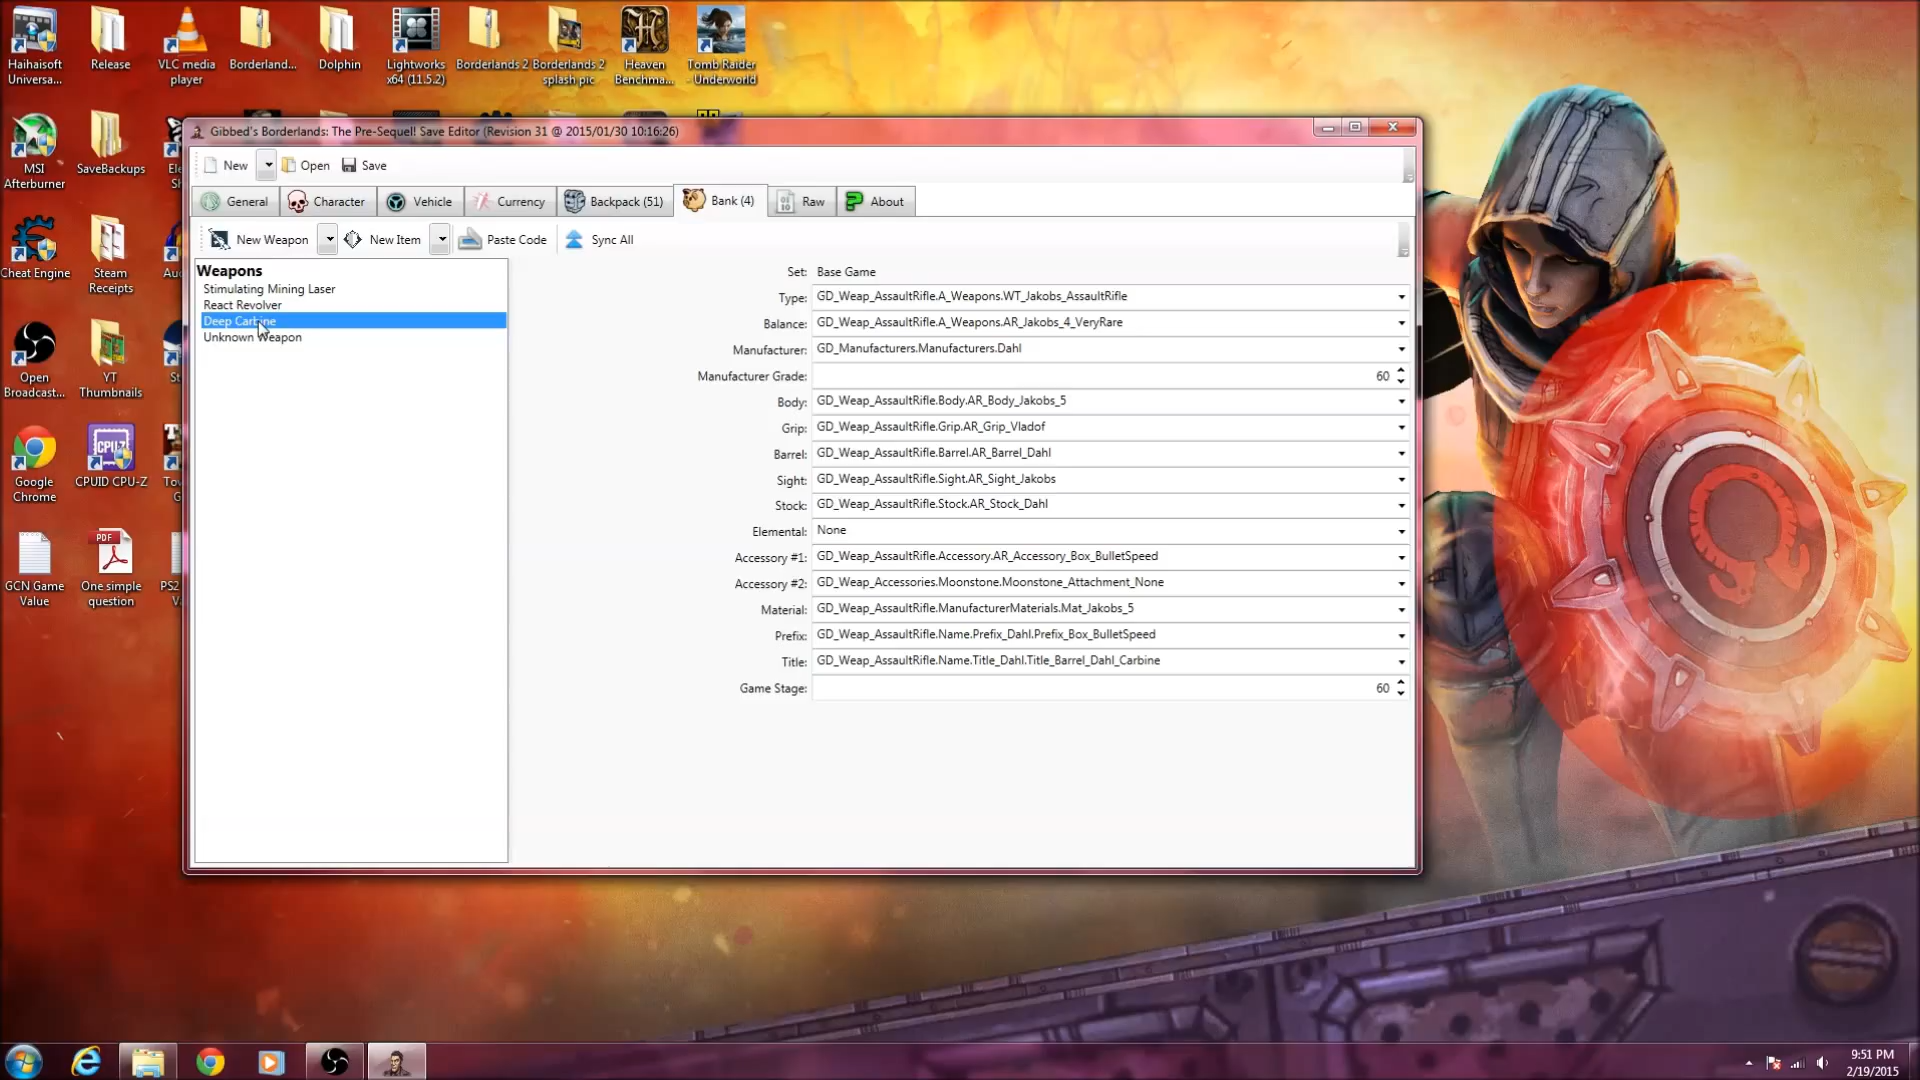 Haihaisoft
Universa...
Release
VLC media
player
Borderland...
Dolphin
Lightworks
x64 (11.5.2)
Borderlands 2
Borderlands 2
splash pic
Heaven
Benchma...
Tomb Raider
- Underworld
MSI
Afterburner
SaveBackups
Cheat Engine
Steam
Receipts
Open
Broadcast...
YT
Thumbnails
Google
Chrome
CPU-Z
CPUID CPU-Z
GCN Game
Value
PDF
One simple
question
Gibbed's Borderlands: The Pre-Sequel! Save Editor (Revision 31 @ 2015/01/30 10:16:26)
New
Open
Save
General
Character
Vehicle
Currency
Backpack (51)
Bank (4)
Raw
About
New Weapon
New Item
Paste Code
Sync All
Weapons
Stimulating Mining Laser
React Revolver
Deep Carbine
Unknown Weapon
Set: Base Game
Type: GD_Weap_AssaultRifle.A_Weapons.WT_Jakobs_AssaultRifle
Balance: GD_Weap_AssaultRifle.A_Weapons.AR_Jakobs_4_VeryRare
Manufacturer: GD_Manufacturers.Manufacturers.Dahl
Manufacturer Grade: 60
Body: GD_Weap_AssaultRifle.Body.AR_Body_Jakobs_5
Grip: GD_Weap_AssaultRifle.Grip.AR_Grip_Vladof
Barrel: GD_Weap_AssaultRifle.Barrel.AR_Barrel_Dahl
Sight: GD_Weap_AssaultRifle.Sight.AR_Sight_Jakobs
Stock: GD_Weap_AssaultRifle.Stock.AR_Stock_Dahl
Elemental: None
Accessory #1: GD_Weap_AssaultRifle.Accessory.AR_Accessory_Box_BulletSpeed
Accessory #2: GD_Weap_Accessories.Moonstone.Moonstone_Attachment_None
Material: GD_Weap_AssaultRifle.ManufacturerMaterials.Mat_Jakobs_5
Prefix: GD_Weap_AssaultRifle.Name.Prefix_Dahl.Prefix_Box_BulletSpeed
Title: GD_Weap_AssaultRifle.Name.Title_Dahl.Title_Barrel_Dahl_Carbine
Game Stage: 60
9:51 PM
2/19/2015